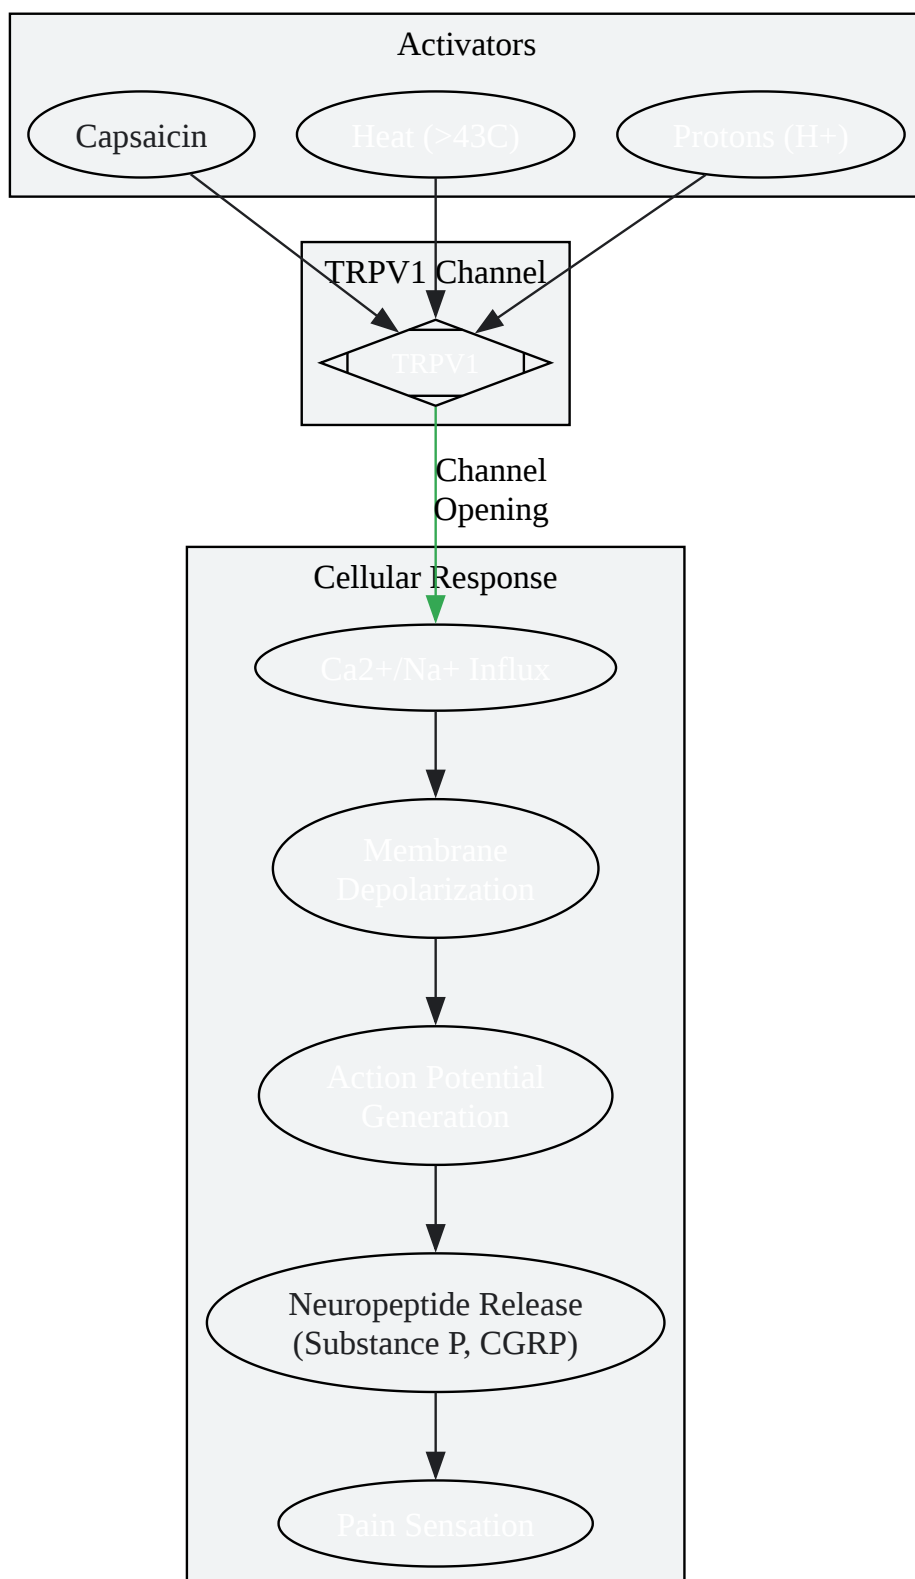 Activators
Capsaicin
Heat (>43C)
Protons (H+)
TRPV1 Channel
TRPV1
Channel
Opening
Cellular Response
Ca2+/Na+ Influx
Membrane
Depolarization
Action Potential
Generation
Neuropeptide Release
(Substance P, CGRP)
Pain Sensation